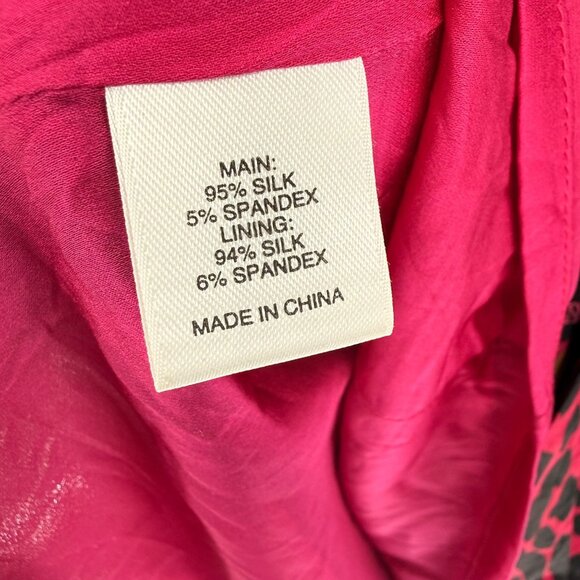 MAIN:
95% SILK
5% SPANDEX
LINING:
94% SILK
6% SPANDEX
MADE IN CHINA